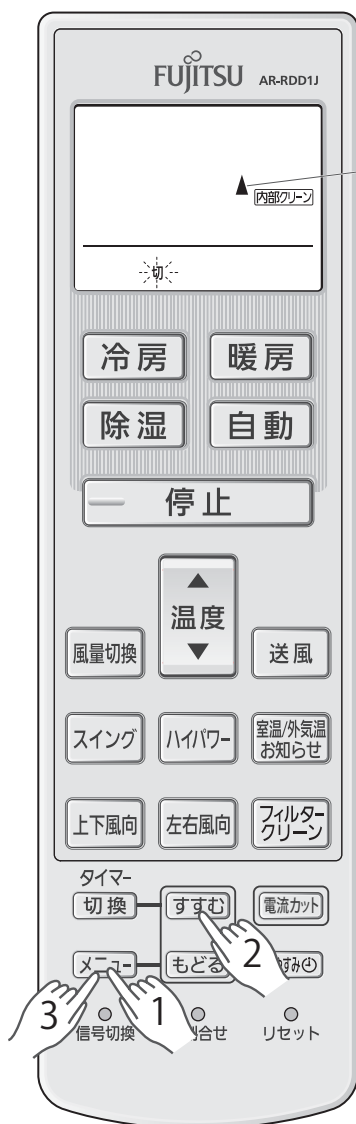 FUJITSU AR-RDD1J
▲
内部クリーン
切
冷房 暖房
除湿 自動
停止
▲
温度
▼
風量切換 送風
スイング ハイパワー 室温/外気温
お知らせ
上下風向 左右風向 フィルター
クリーン
タイマー
切換 すすむ 電流カット
メニュー もどる すみ
2
3 1
信号切換 合せ リセット